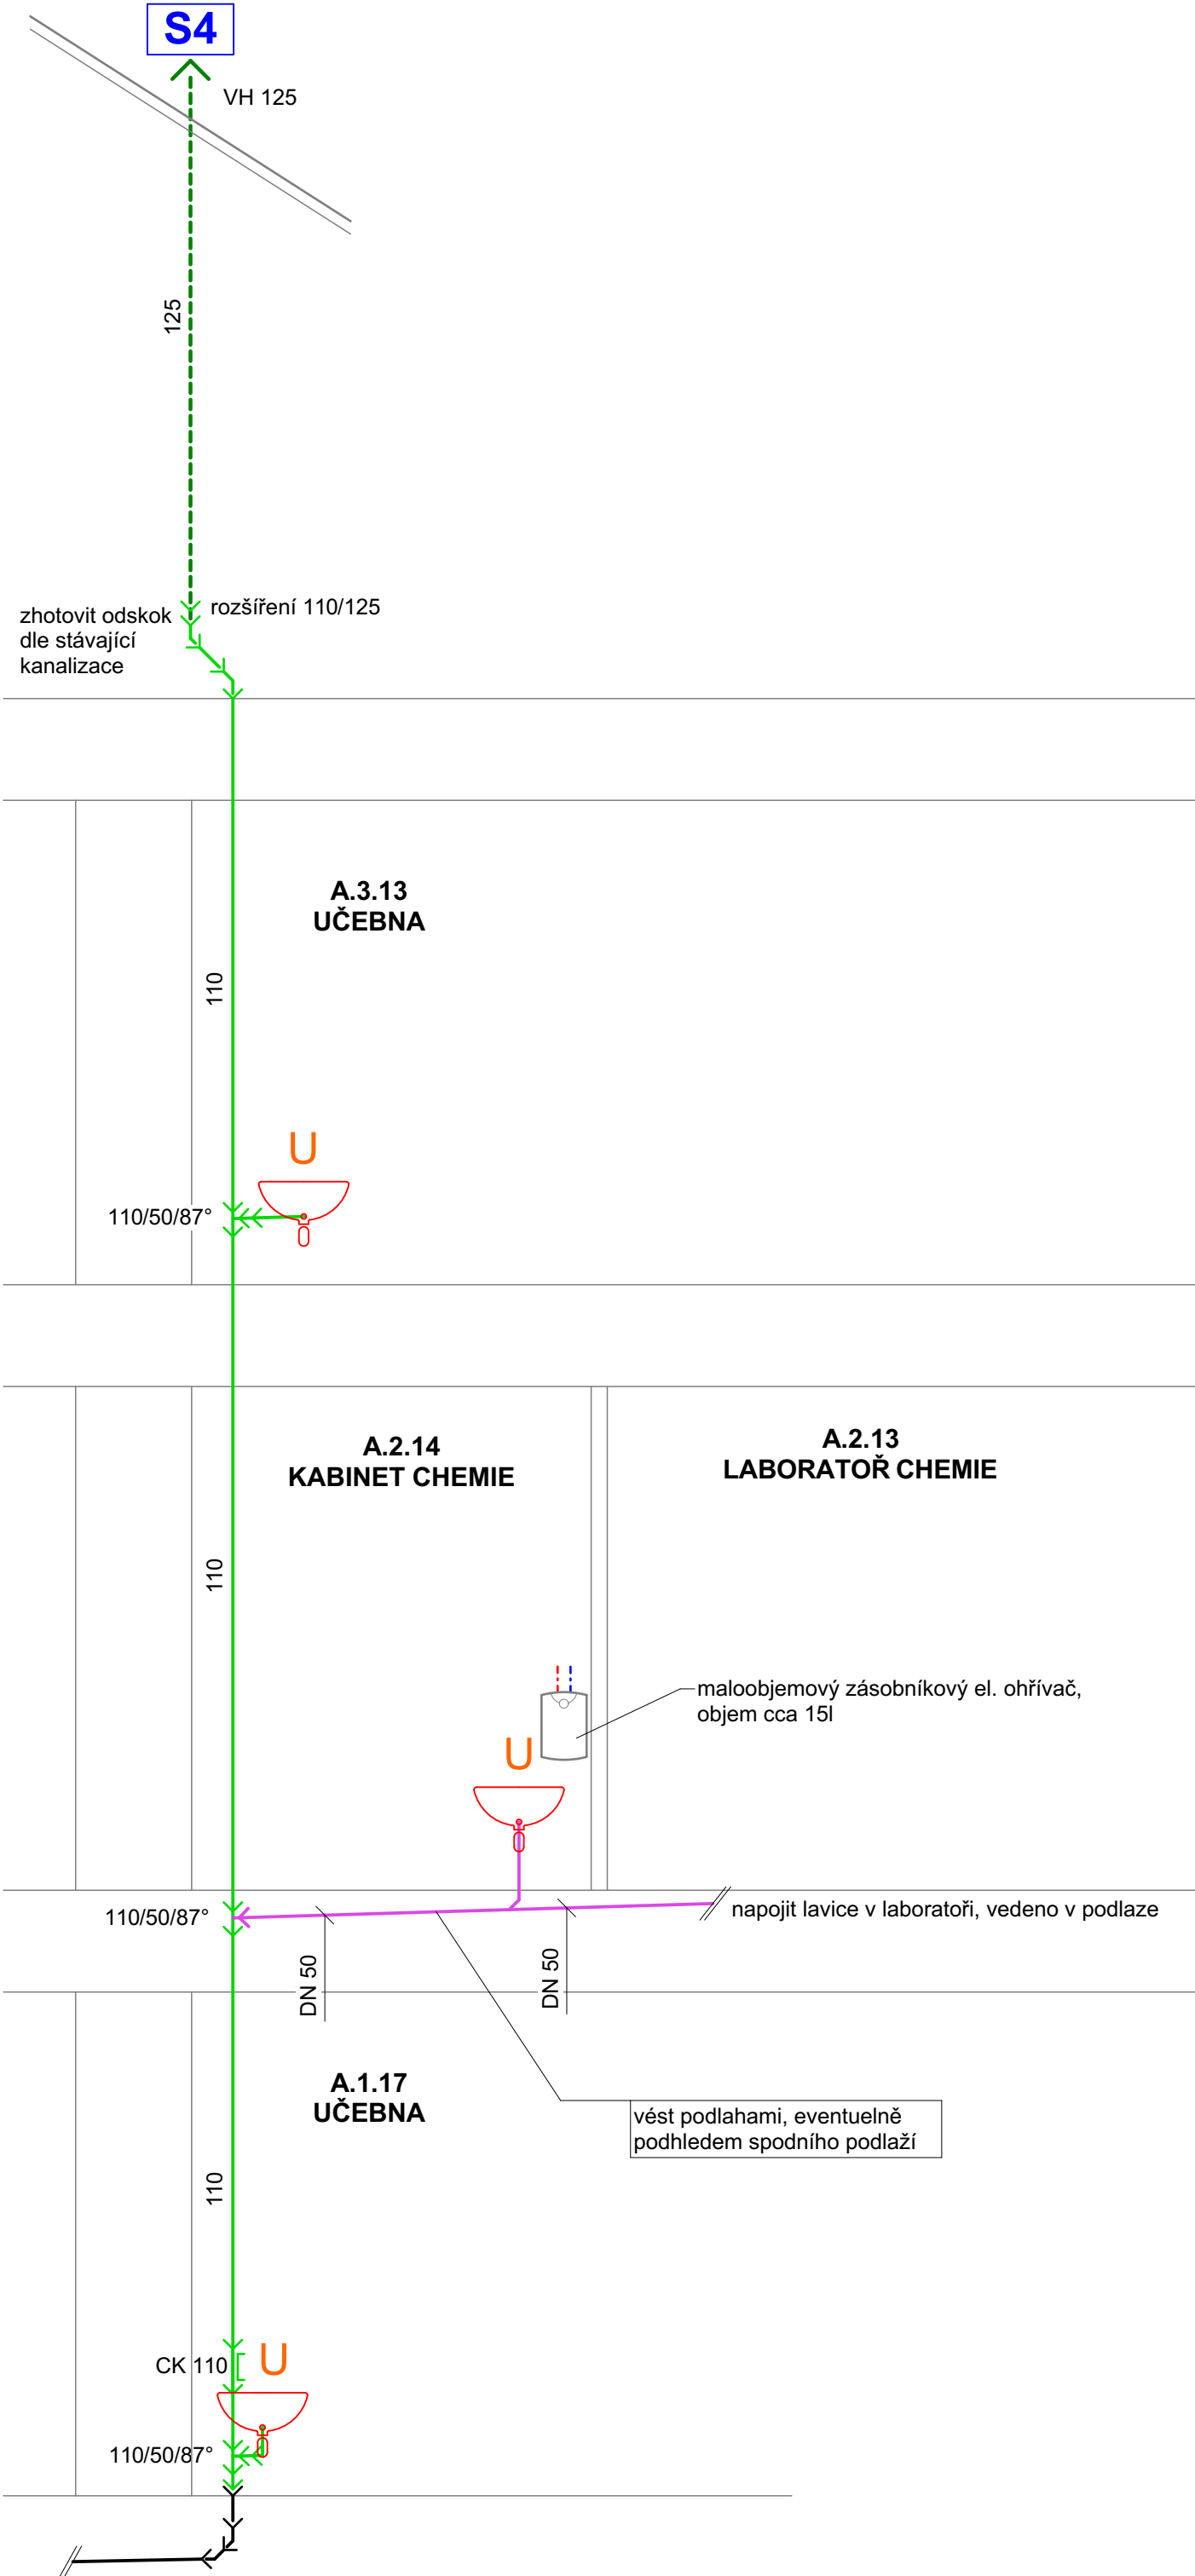 S4
VH 125
125
zhotovit odskok
dle stávající
kanalizace
rozšíření 110/125
A.3.13
UČEBNA
110
U
110/50/87°
A.2.14
KABINET CHEMIE
A.2.13
LABORATOŘ CHEMIE
110
maloobjemový zásobníkový el. ohřívač,
objem cca 15l
U
110/50/87°
napojit lavice v laboratoři, vedeno v podlaze
DN 50
DN 50
A.1.17
UČEBNA
vést podlahami, eventuelně
podhledem spodního podlaží
110
CK 110
U
110/50/87°